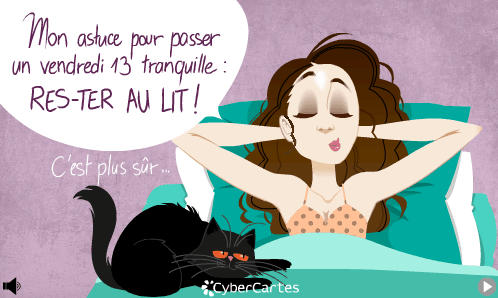 Mon astuce pour passer
un vendredi 13 tranquille :
RES-TER AU LIT !
C'est plus sûr...
CyberCartes